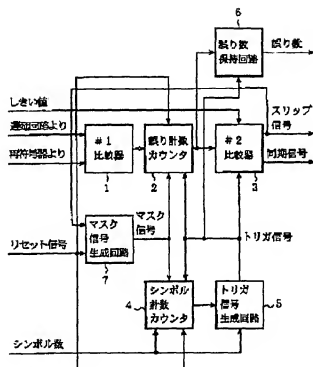 6
誤り数
保持回路
誤り数
しきい値
遅延回路より
再符号器より
#1
比較器
1
誤り計数
カウンタ
2
#2
比較器
3
スリップ
信号
同期信号
マスク
信号
生成回路
7
マスク
信号
トリガ信号
リセット信号
4
シンボル
計数
カウンタ
トリガ
信号
生成回路
5
シンボル数